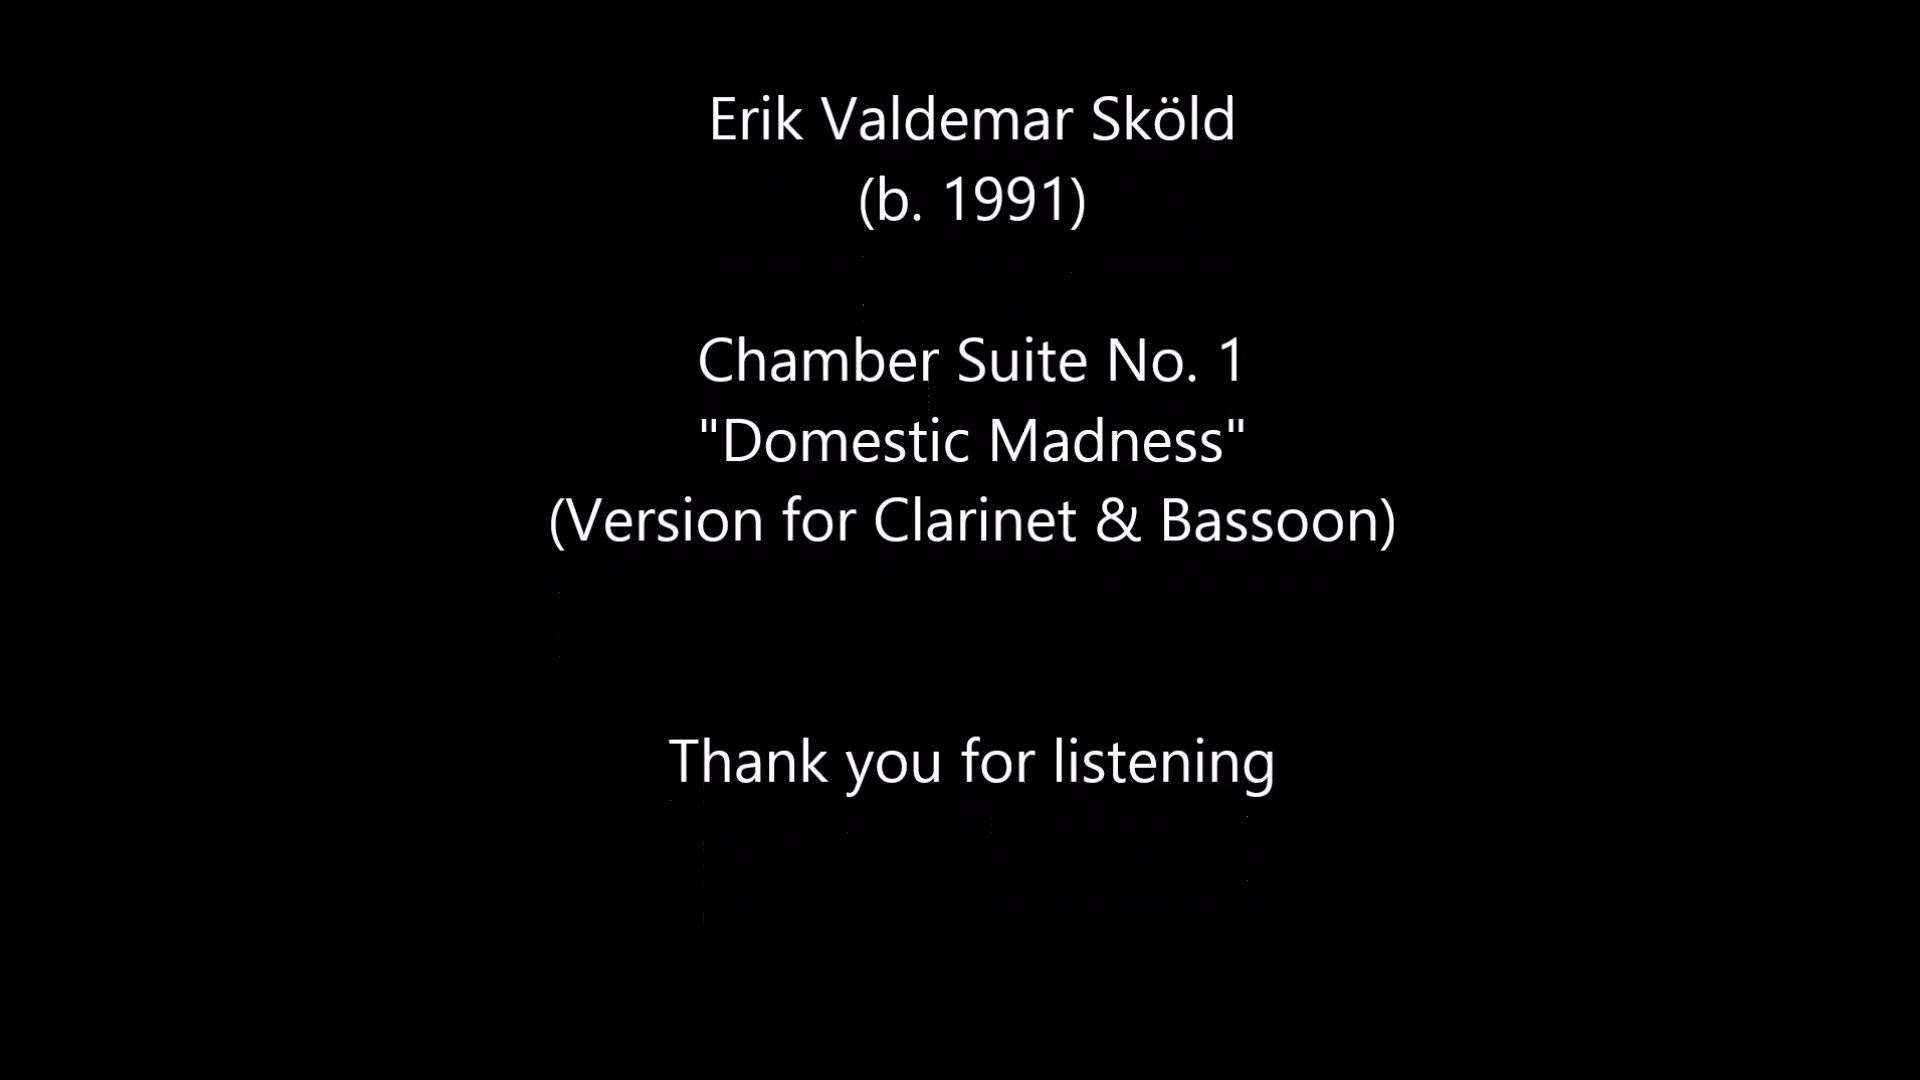 Erik Valdemar Sköld
(b. 1991)
Chamber Suite No. 1
"Domestic Madness"
(Version for Clarinet & Bassoon)
Thank you for listening